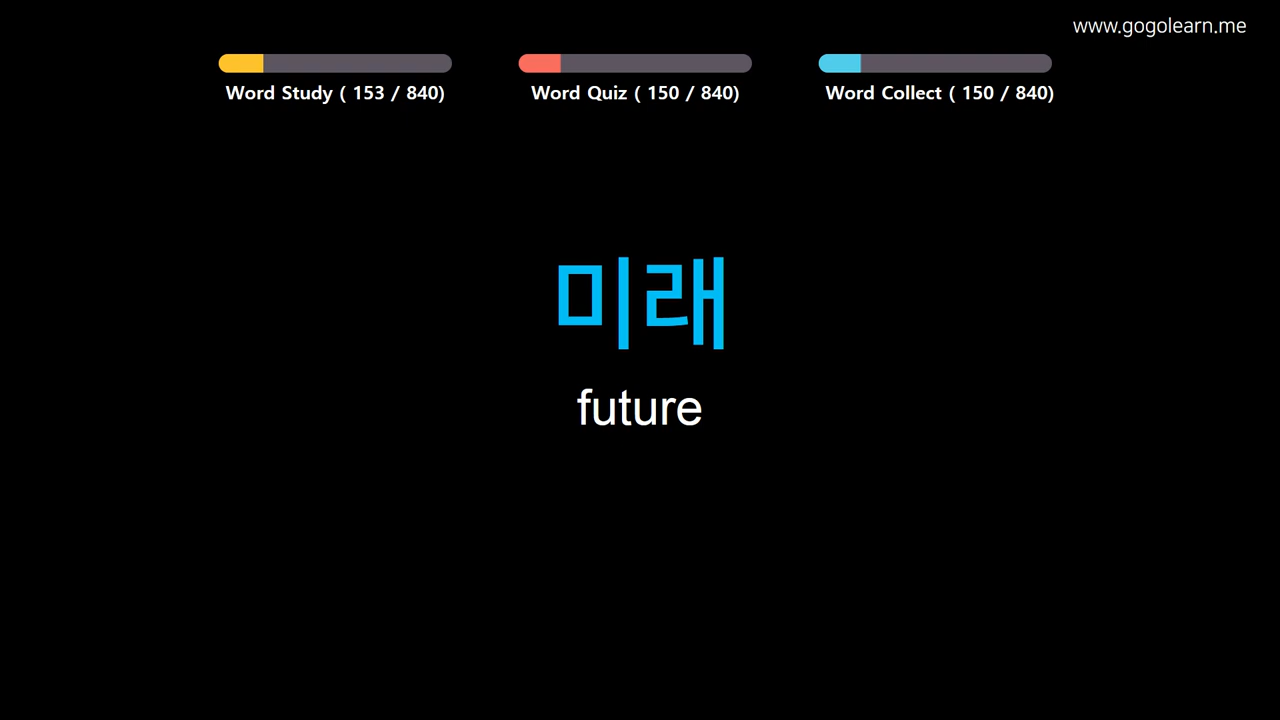 www.gogolearn.me
Word Study ( 153 / 840)
Word Quiz ( 150 / 840)
Word Collect ( 150 / 840)
미래
future